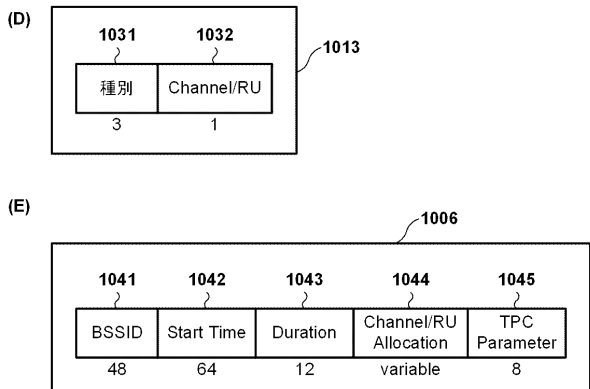 (D)
1031 1032
1013
種別 Channel/RU
3 1
(E)
1006
1041 1042 1043 1044 1045
BSSID Start Time Duration Channel/RU Allocation TPC Parameter
48 64 12 variable 8